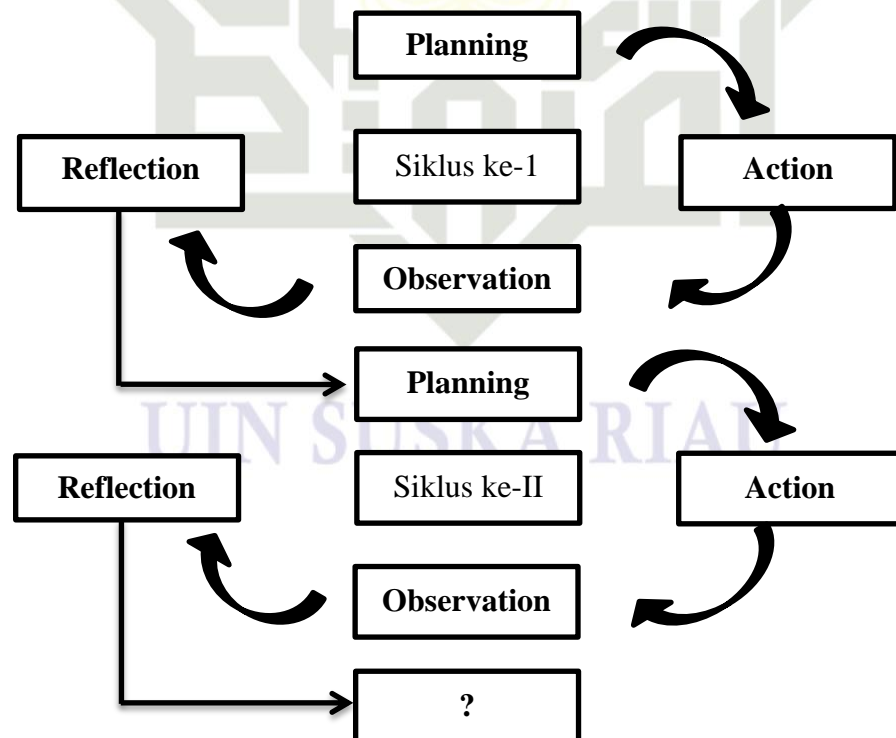 Planning
Reflection
Siklus ke-1
Action
Observation
Planning
UIN SUSKA RIAU
Reflection
Siklus ke-II
Action
Observation
?